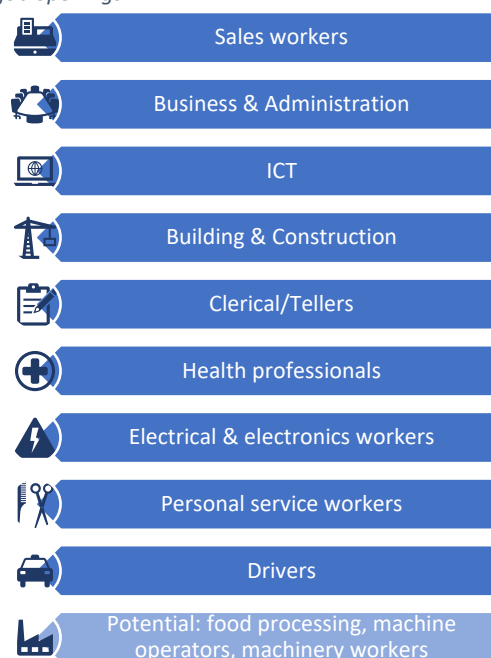 Sales workers
Business & Administration
ICT
Building & Construction
Clerical/Tellers
Health professionals
Electrical & electronics workers
Personal service workers
Drivers
Potential: food processing, machine
operators, machinery workers